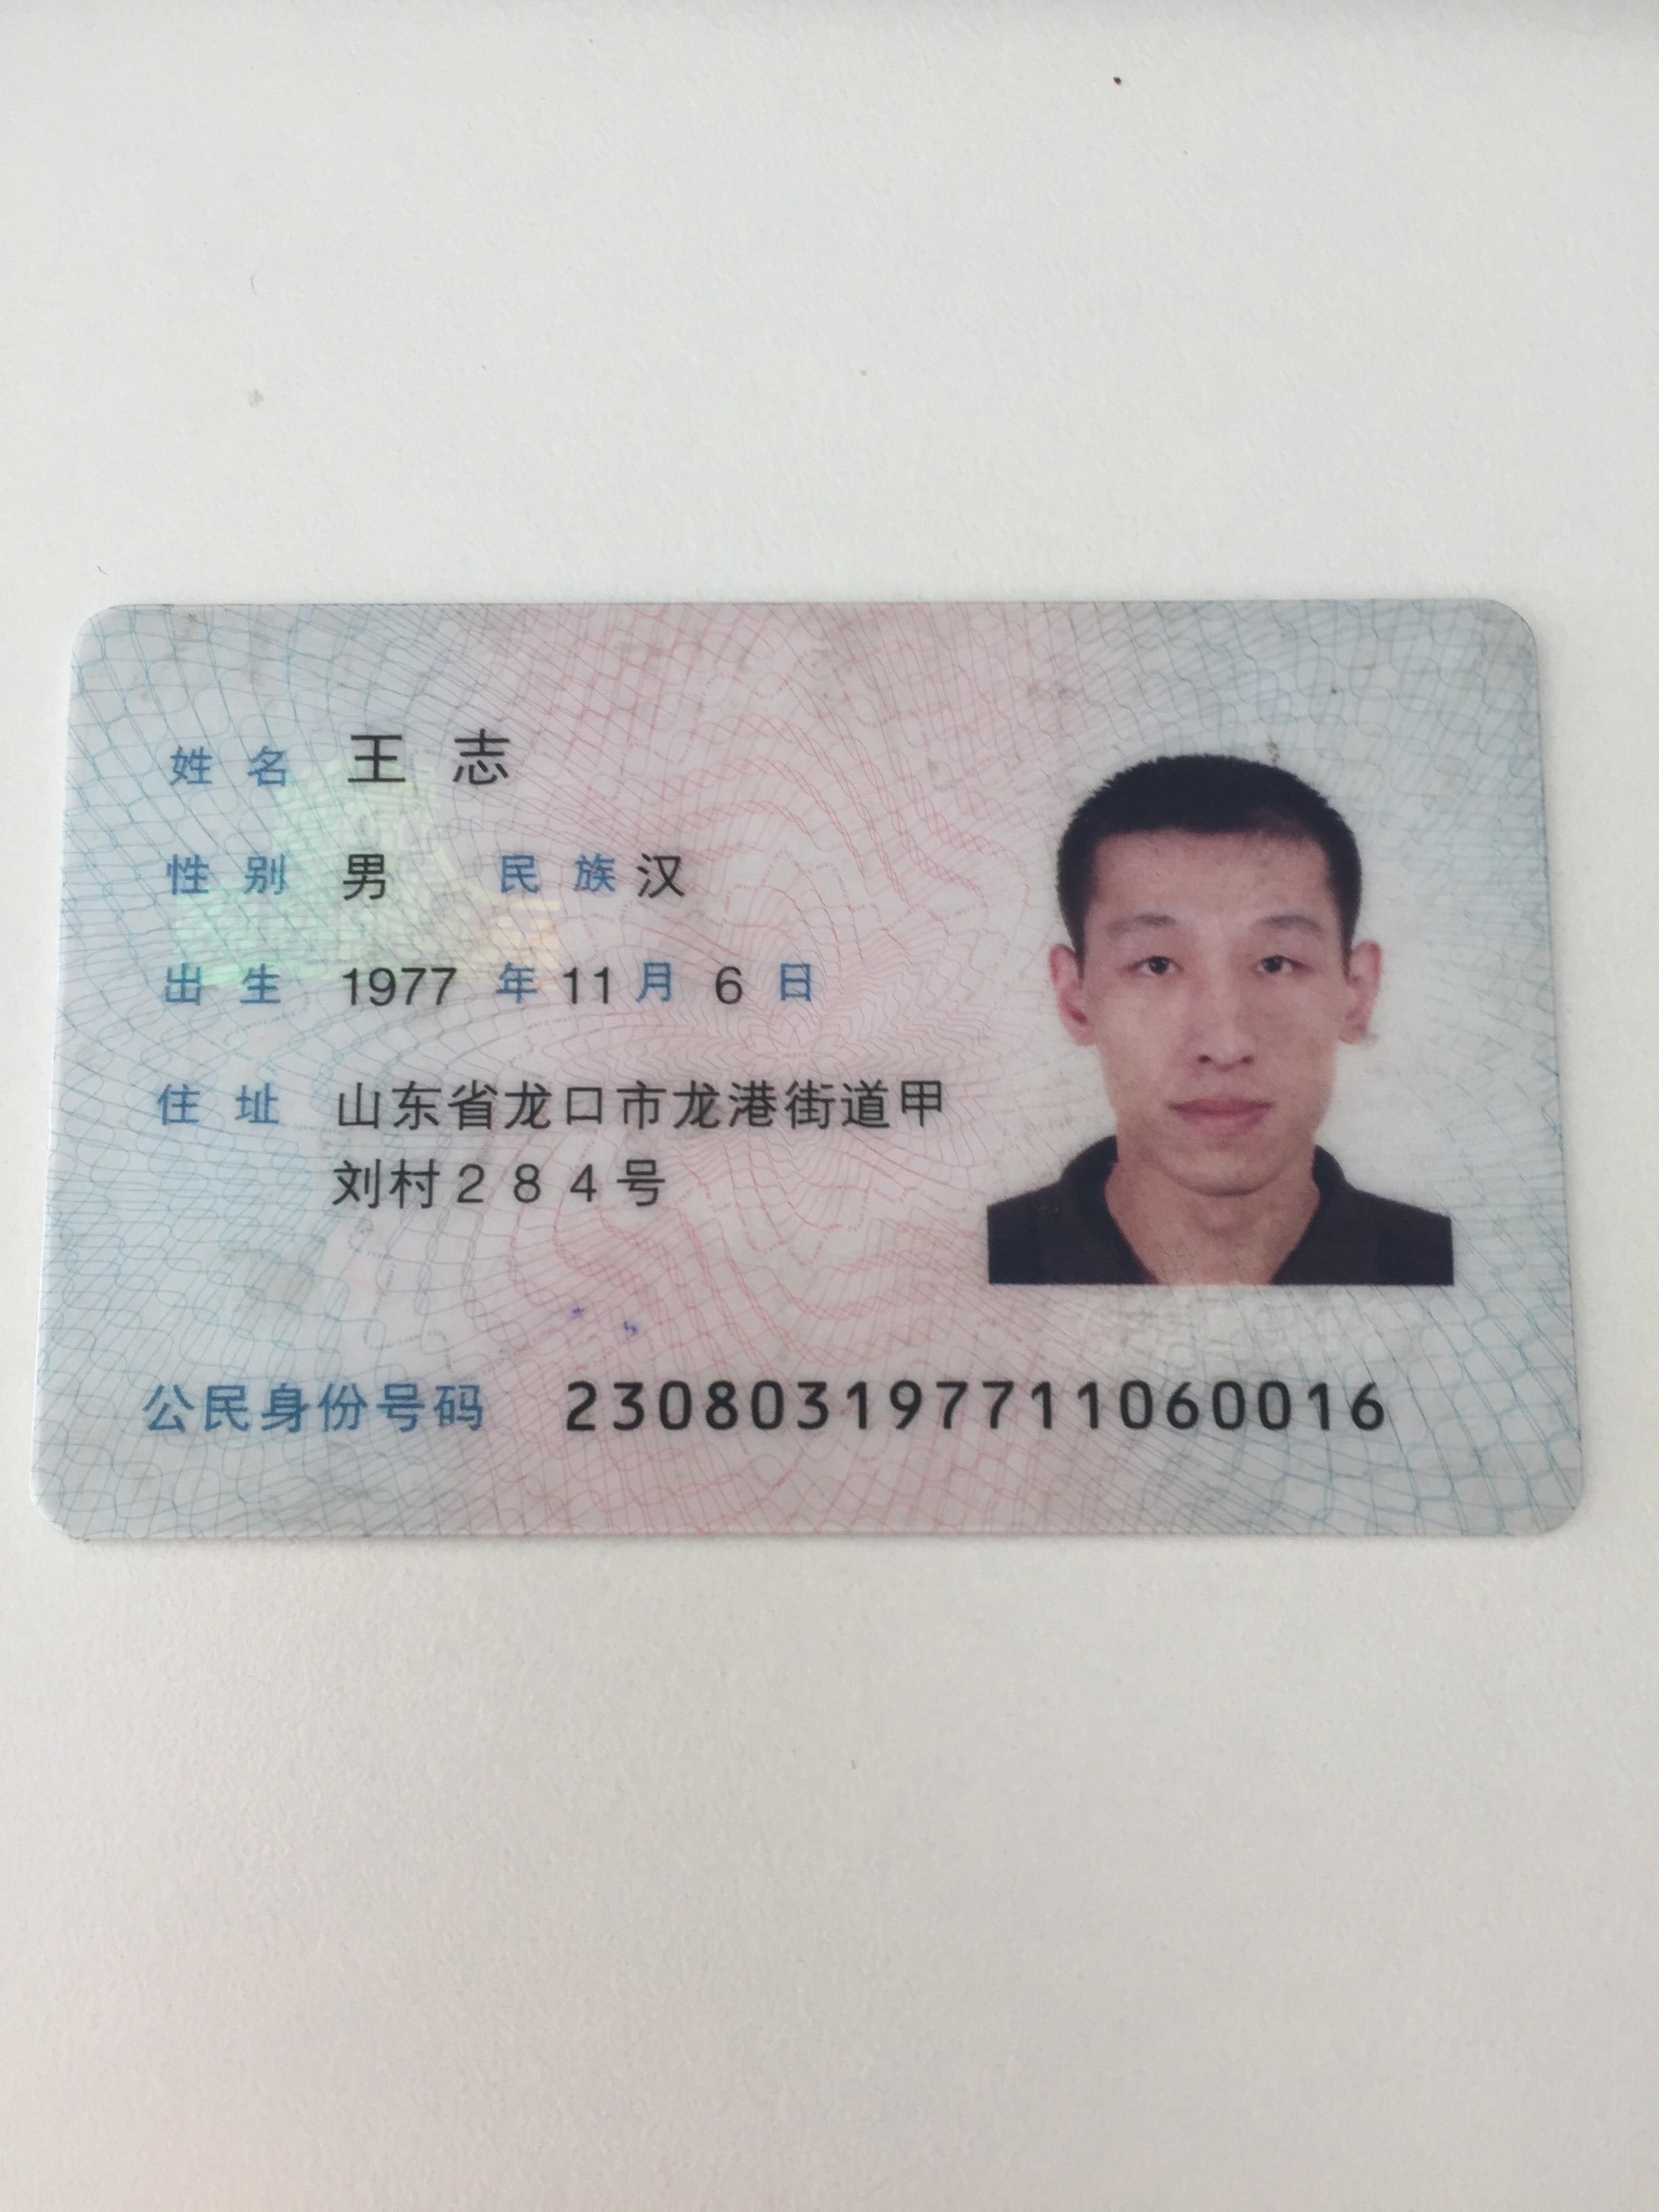 姓名 王志
性别 男 民族 汉
出生 1977 年 11 月 6 日
住址 山东省龙口市龙港街道甲
刘村284号
公民身份号码 230803197711060016